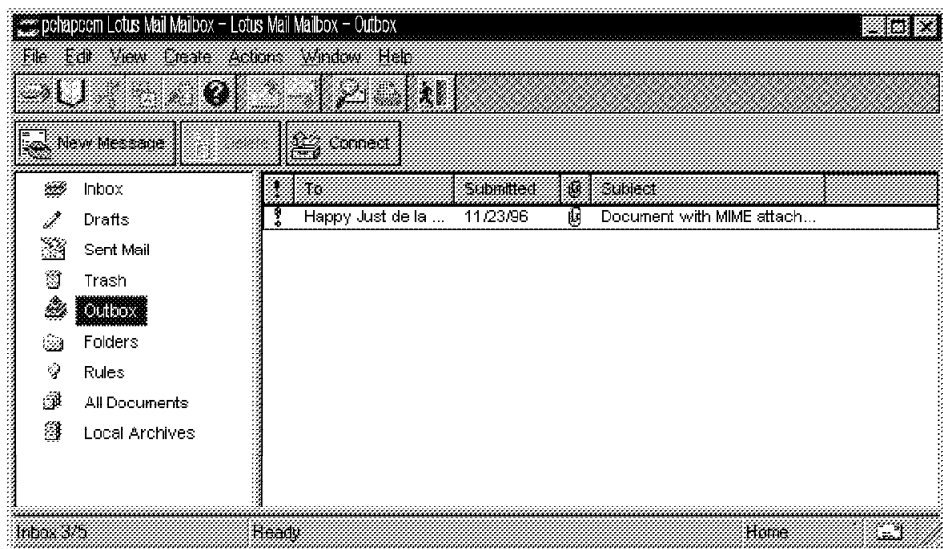 pchapccm Lotus Mail Mailbox – Lotus Mail Mailbox – Outbox
File Edit View Create Actions Window Help
New Message Delete Connect
Inbox
Drafts
Sent Mail
Trash
Outbox
Folders
Rules
All Documents
Local Archives
! To Submitted Subject
! Happy Just de la ... 11/23/96 Document with MIME attach...
Inbox 3/5 Ready Home